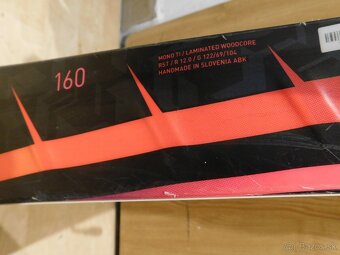 160
MONO TI / LAMINATED WOODCORE
RST / R 12.0 / D 122/69/104
HANDMADE IN SLOVENIA ABK